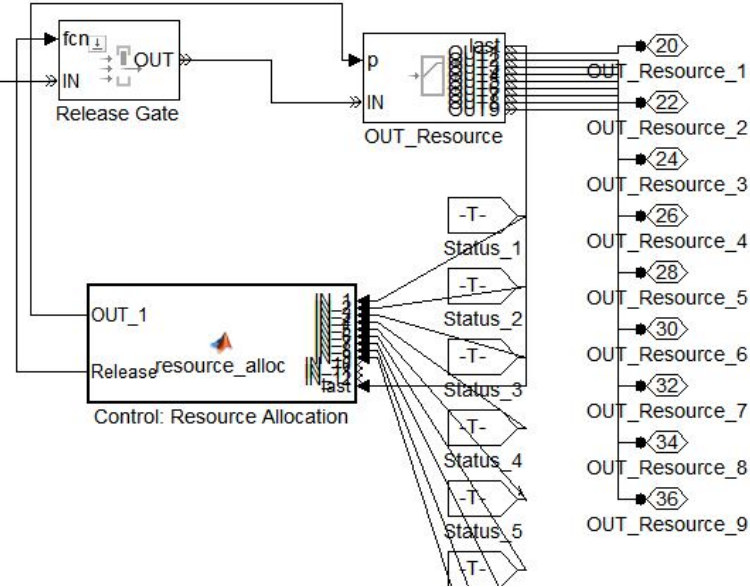 fcn
OUT
IN
Release Gate
p
IN
last
OUT9
OUT_Resource
20
OUT_Resource_1
22
OUT_Resource_2
24
OUT_Resource_3
26
OUT_Resource_4
28
OUT_Resource_5
30
OUT_Resource_6
32
OUT_Resource_7
34
OUT_Resource_8
36
OUT_Resource_9
-T-
Status_1
-T-
Status_2
-T-
Status_3
-T-
Status_4
-T-
Status_5
-T-
OUT_1
Release
resource_alloc
last
Control: Resource Allocation